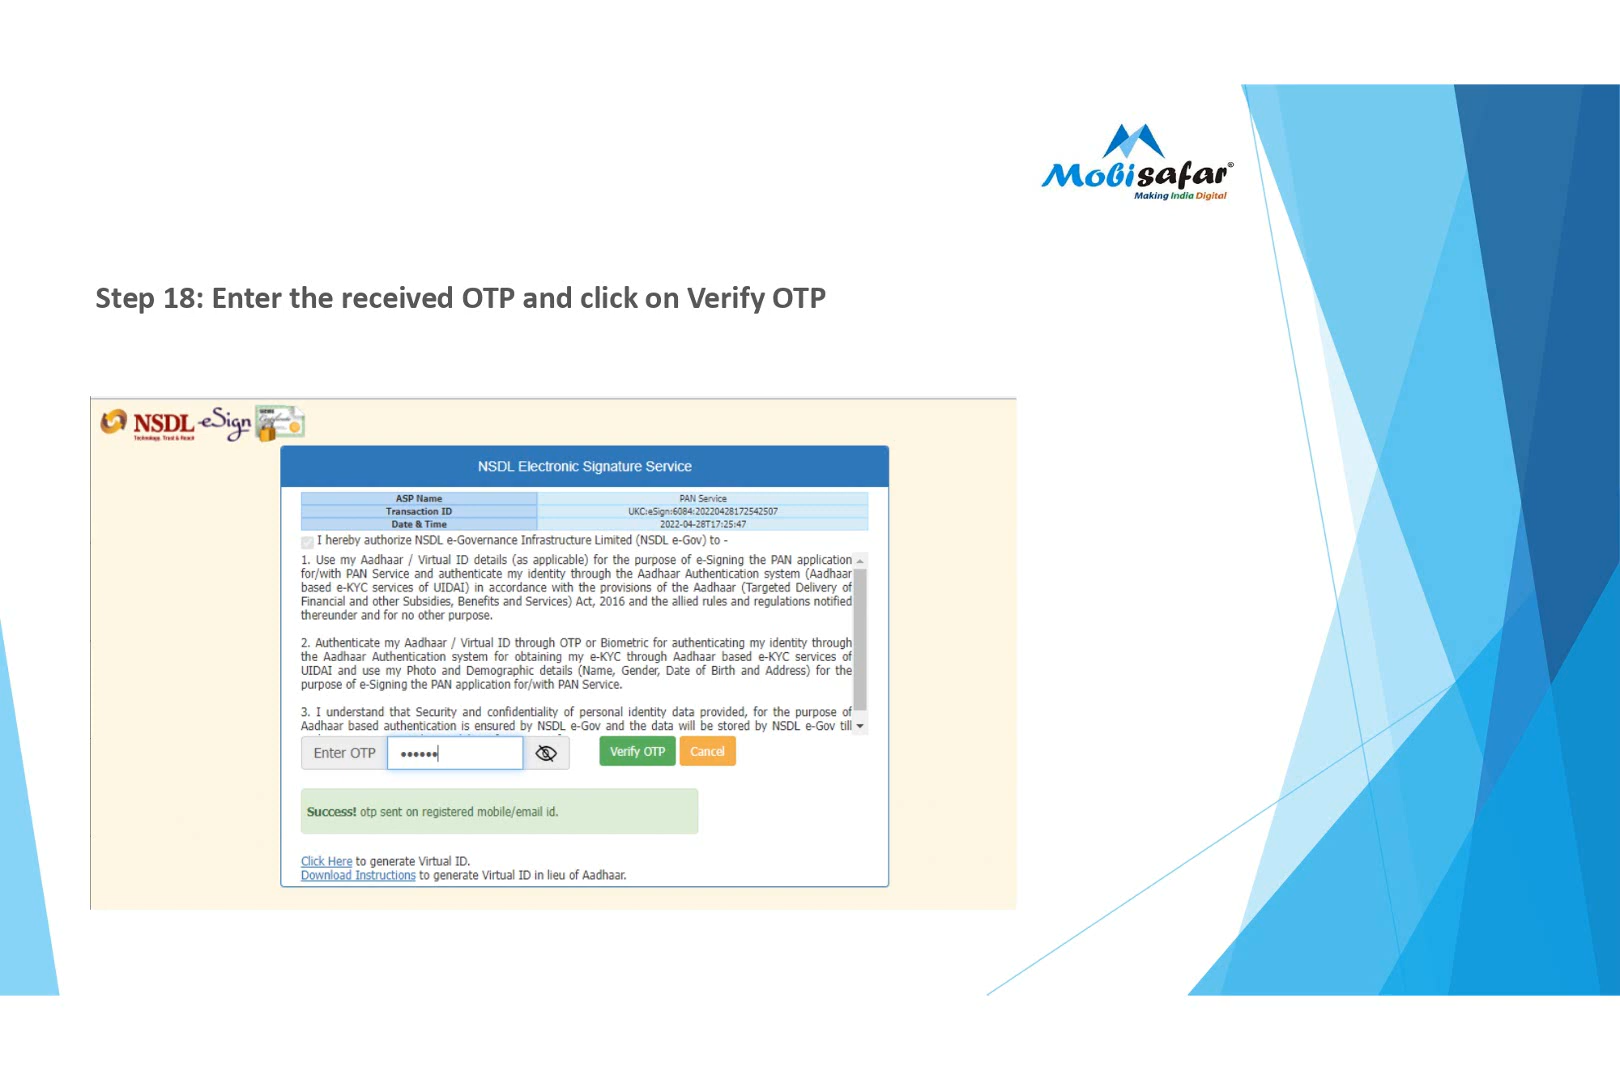 Mobisafar®
Making India Digital
Step 18: Enter the received OTP and click on Verify OTP
NSDL eSign
Technology, Trust & Reach
NSDL Electronic Signature Service
ASP Name PAN Service
Transaction ID UKC:eSign:6084:20220428172542507
Date & Time 2022-04-28T17:25:47
I hereby authorize NSDL e-Governance Infrastructure Limited (NSDL e-Gov) to -
1. Use my Aadhaar / Virtual ID details (as applicable) for the purpose of e-Signing the PAN application
for/with PAN Service and authenticate my identity through the Aadhaar Authentication system (Aadhaar
based e-KYC services of UIDAI) in accordance with the provisions of the Aadhaar (Targeted Delivery of
Financial and other Subsidies, Benefits and Services) Act, 2016 and the allied rules and regulations notified
thereunder and for no other purpose.
2. Authenticate my Aadhaar / Virtual ID through OTP or Biometric for authenticating my identity through
the Aadhaar Authentication system for obtaining my e-KYC through Aadhaar based e-KYC services of
UIDAI and use my Photo and Demographic details (Name, Gender, Date of Birth and Address) for the
purpose of e-Signing the PAN application for/with PAN Service.
3. I understand that Security and confidentiality of personal identity data provided, for the purpose of
Aadhaar based authentication is ensured by NSDL e-Gov and the data will be stored by NSDL e-Gov till
Enter OTP •••••• Verify OTP Cancel
Success! otp sent on registered mobile/email id.
Click Here to generate Virtual ID.
Download Instructions to generate Virtual ID in lieu of Aadhaar.